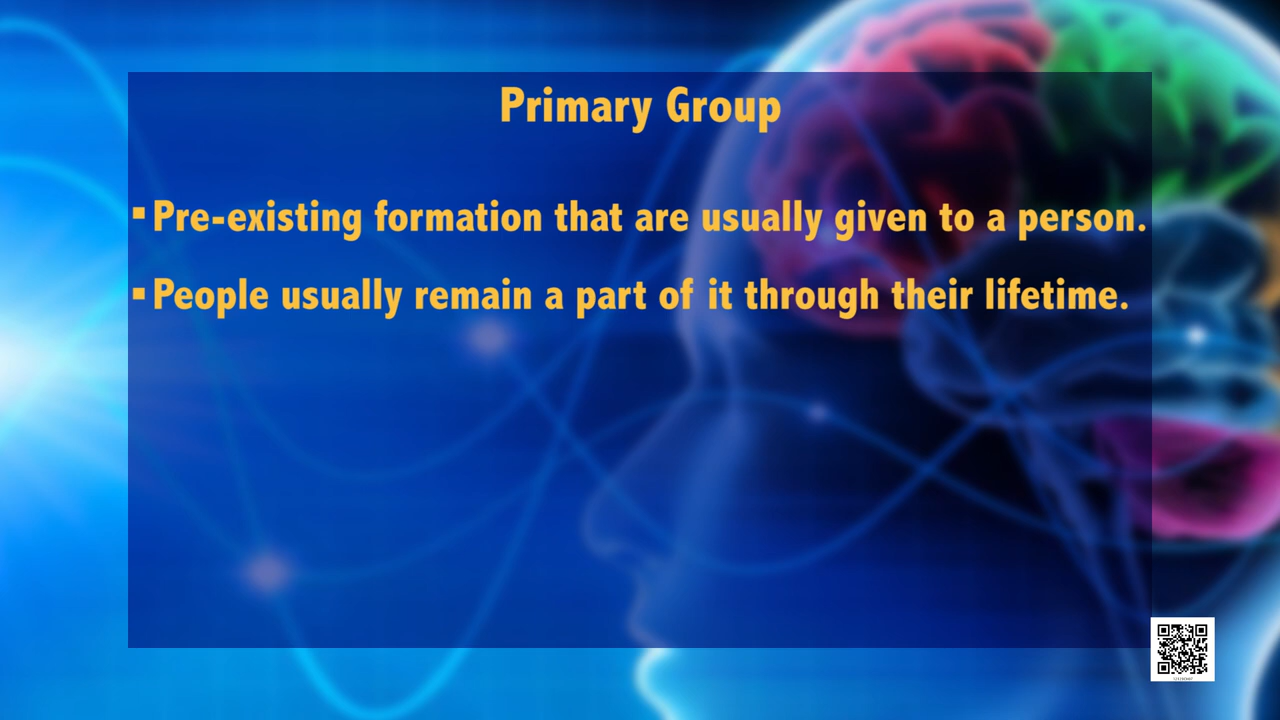 Primary Group
▪ Pre-existing formation that are usually given to a person.
▪ People usually remain a part of it through their lifetime.